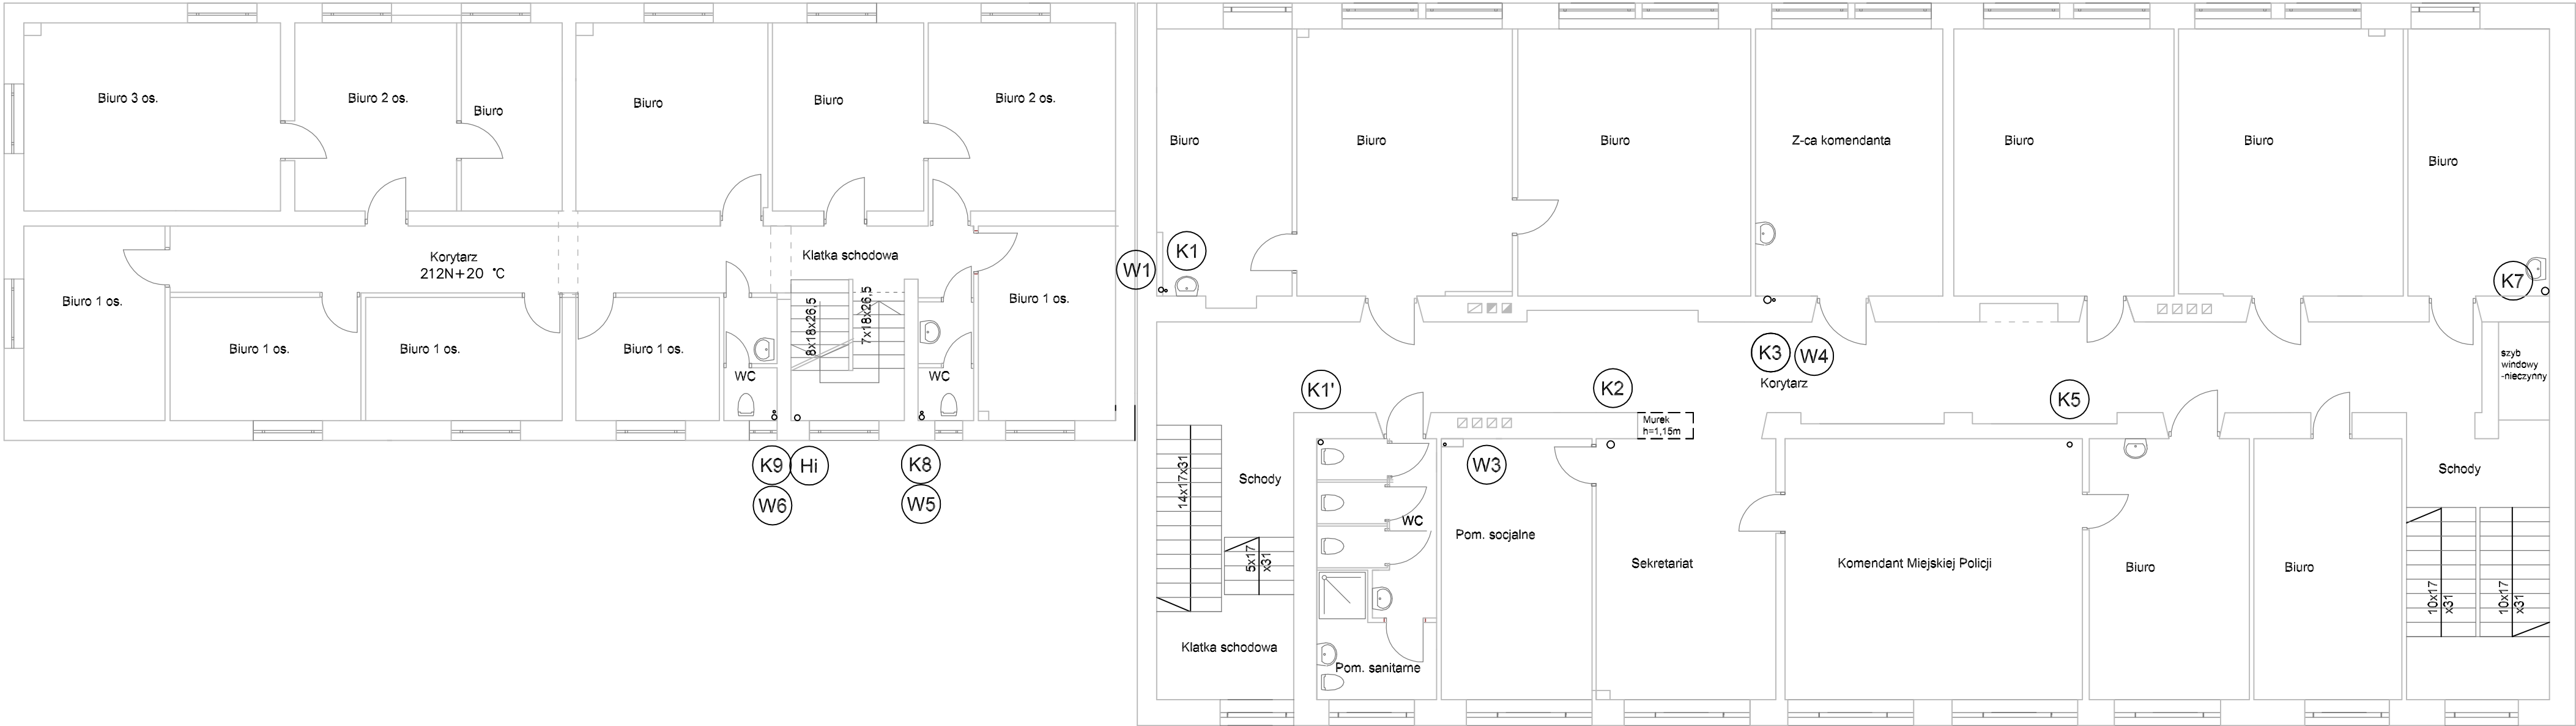 Biuro 3 os.
Biuro 2 os.
Biuro
Biuro
Biuro
Biuro 2 os.
Biuro
Biuro
Biuro
Z-ca komendanta
Biuro
Biuro
Biuro
Korytarz
212N+20 °C
Klatka schodowa
W1
K1
K7
Biuro 1 os.
Biuro 1 os.
Biuro 1 os.
Biuro 1 os.
8x18x26,5
7x18x26,5
Biuro 1 os.
WC
WC
K3
W4
Korytarz
szyb
windowy
-nieczynny
K1'
K2
K5
Murek
h=1,15m
K9
Hi
K8
W6
W5
W3
14x17x31
Schody
5x17
x31
WC
Pom. socjalne
Sekretariat
Komendant Miejskiej Policji
Biuro
Biuro
Schody
10x17
x31
10x17
x31
Klatka schodowa
Pom. sanitarne